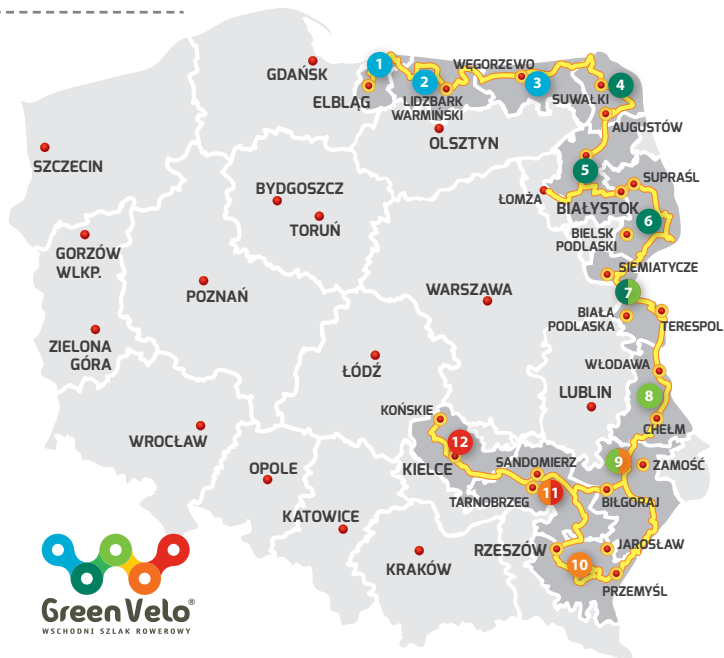 GDAŃSK
1
ELBLĄG
2
LIDZBARK
WARMIŃSKI
WĘGORZEWO
3
SUWAŁKI
4
AUGUSTÓW
OLSZTYN
SZCZECIN
5
SUPRAŚL
ŁOMŻA
BIAŁYSTOK
6
BYDGOSZCZ
TORUŃ
BIELSK
PODLASKI
GORZÓW
WLKP.
SIEMIATYCZE
POZNAŃ
WARSZAWA
7
BIAŁA
PODLASKA
TERESPOL
ZIELONA
GÓRA
ŁÓDŹ
WŁODAWA
LUBLIN
8
KOŃSKIE
CHEŁM
WROCŁAW
12
KIELCE
SANDOMIERZ
9
ZAMOŚĆ
OPOLE
TARNOBRZEG
11
BIŁGORAJ
KATOWICE
RZESZÓW
JAROSŁAW
KRAKÓW
10
PRZEMYŚL
Green Velo®
WSCHODNI SZLAK ROWEROWY